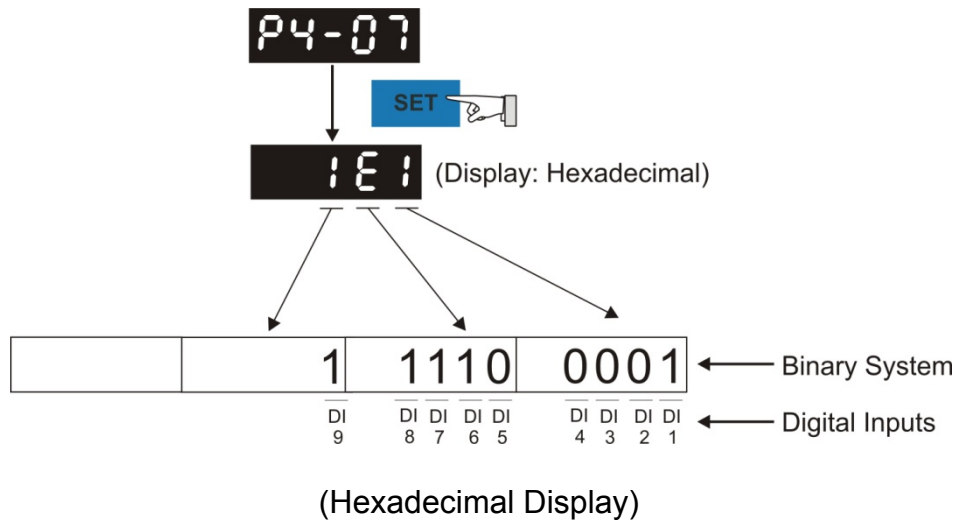 P4-07
SET
1E1 (Display: Hexadecimal)
1 1110 0001 Binary System
DI 9 DI 8 DI 7 DI 6 DI 5 DI 4 DI 3 DI 2 DI 1 Digital Inputs
(Hexadecimal Display)